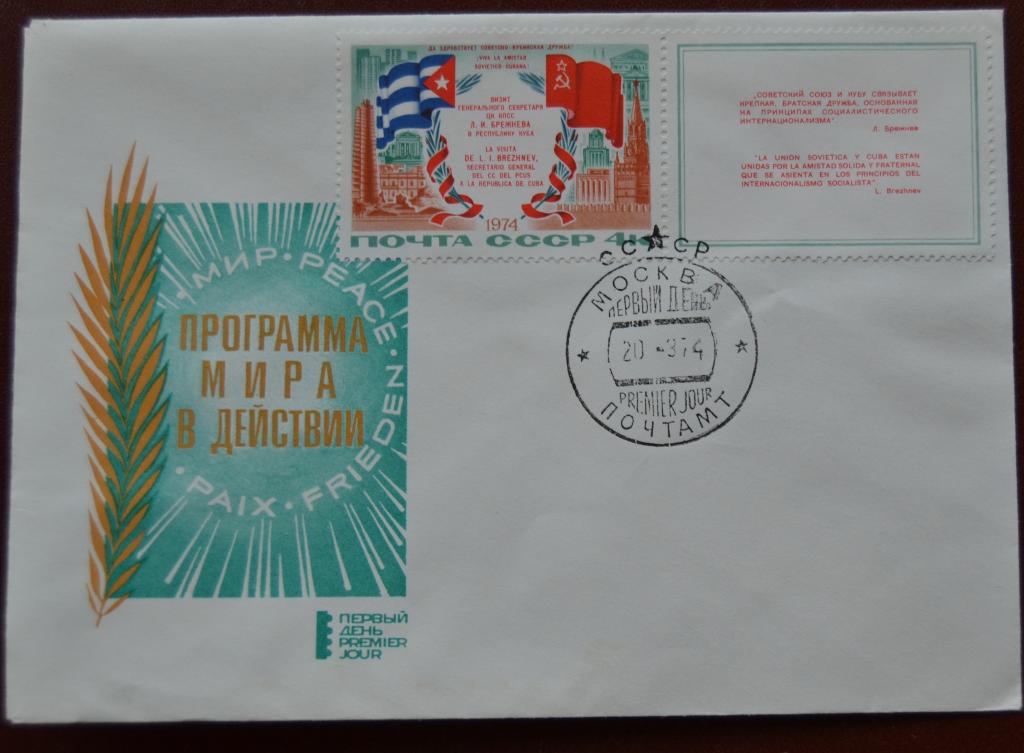 ДА ЗДРАВСТВУЕТ СОВЕТСКО-КУБИНСКАЯ ДРУЖБА!
¡VIVA LA AMISTAD
SOVIETICO CUBANA!
ВИЗИТ
ГЕНЕРАЛЬНОГО СЕКРЕТАРЯ
ЦК КПСС
Л. И. БРЕЖНЕВА
В РЕСПУБЛИКУ КУБА
LA VISITA
DE L. I. BREZHNEV,
SECRETARIO GENERAL
DEL CC DEL PCUS
A LA REPUBLICA DE CUBA
1974
ПОЧТА СССР 4К
"СОВЕТСКИЙ СОЮЗ И КУБУ СВЯЗЫВАЕТ
КРЕПКАЯ, БРАТСКАЯ ДРУЖБА, ОСНОВАННАЯ
НА ПРИНЦИПАХ СОЦИАЛИСТИЧЕСКОГО
ИНТЕРНАЦИОНАЛИЗМА".
Л. Брежнев
"LA UNION SOVIETICA Y CUBA ESTAN
UNIDAS POR LA AMISTAD SOLIDA Y FRATERNAL
QUE SE ASIENTA EN LOS PRINCIPIOS DEL
INTERNACIONALISMO SOCIALISTA".
L. Brezhnev
СССР
МОСКВА
ПЕРВЫЙ ДЕНЬ
20 -374
PREMIER JOUR
ПОЧТАМТ
· МИР · PEACE ·
ПРОГРАММА
МИРА
В ДЕЙСТВИИ
· PAIX · FRIEDEN
ПЕРВЫЙ
ДЕНЬ
PREMIER
JOUR